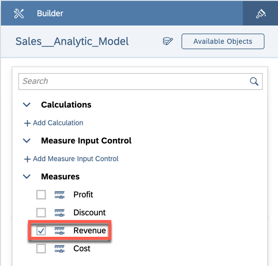 Builder
Sales__Analytic_Model
Available Objects
Search
Calculations
+ Add Calculation
Measure Input Control
+ Add Measure Input Control
Measures
Profit
Discount
Revenue
Cost